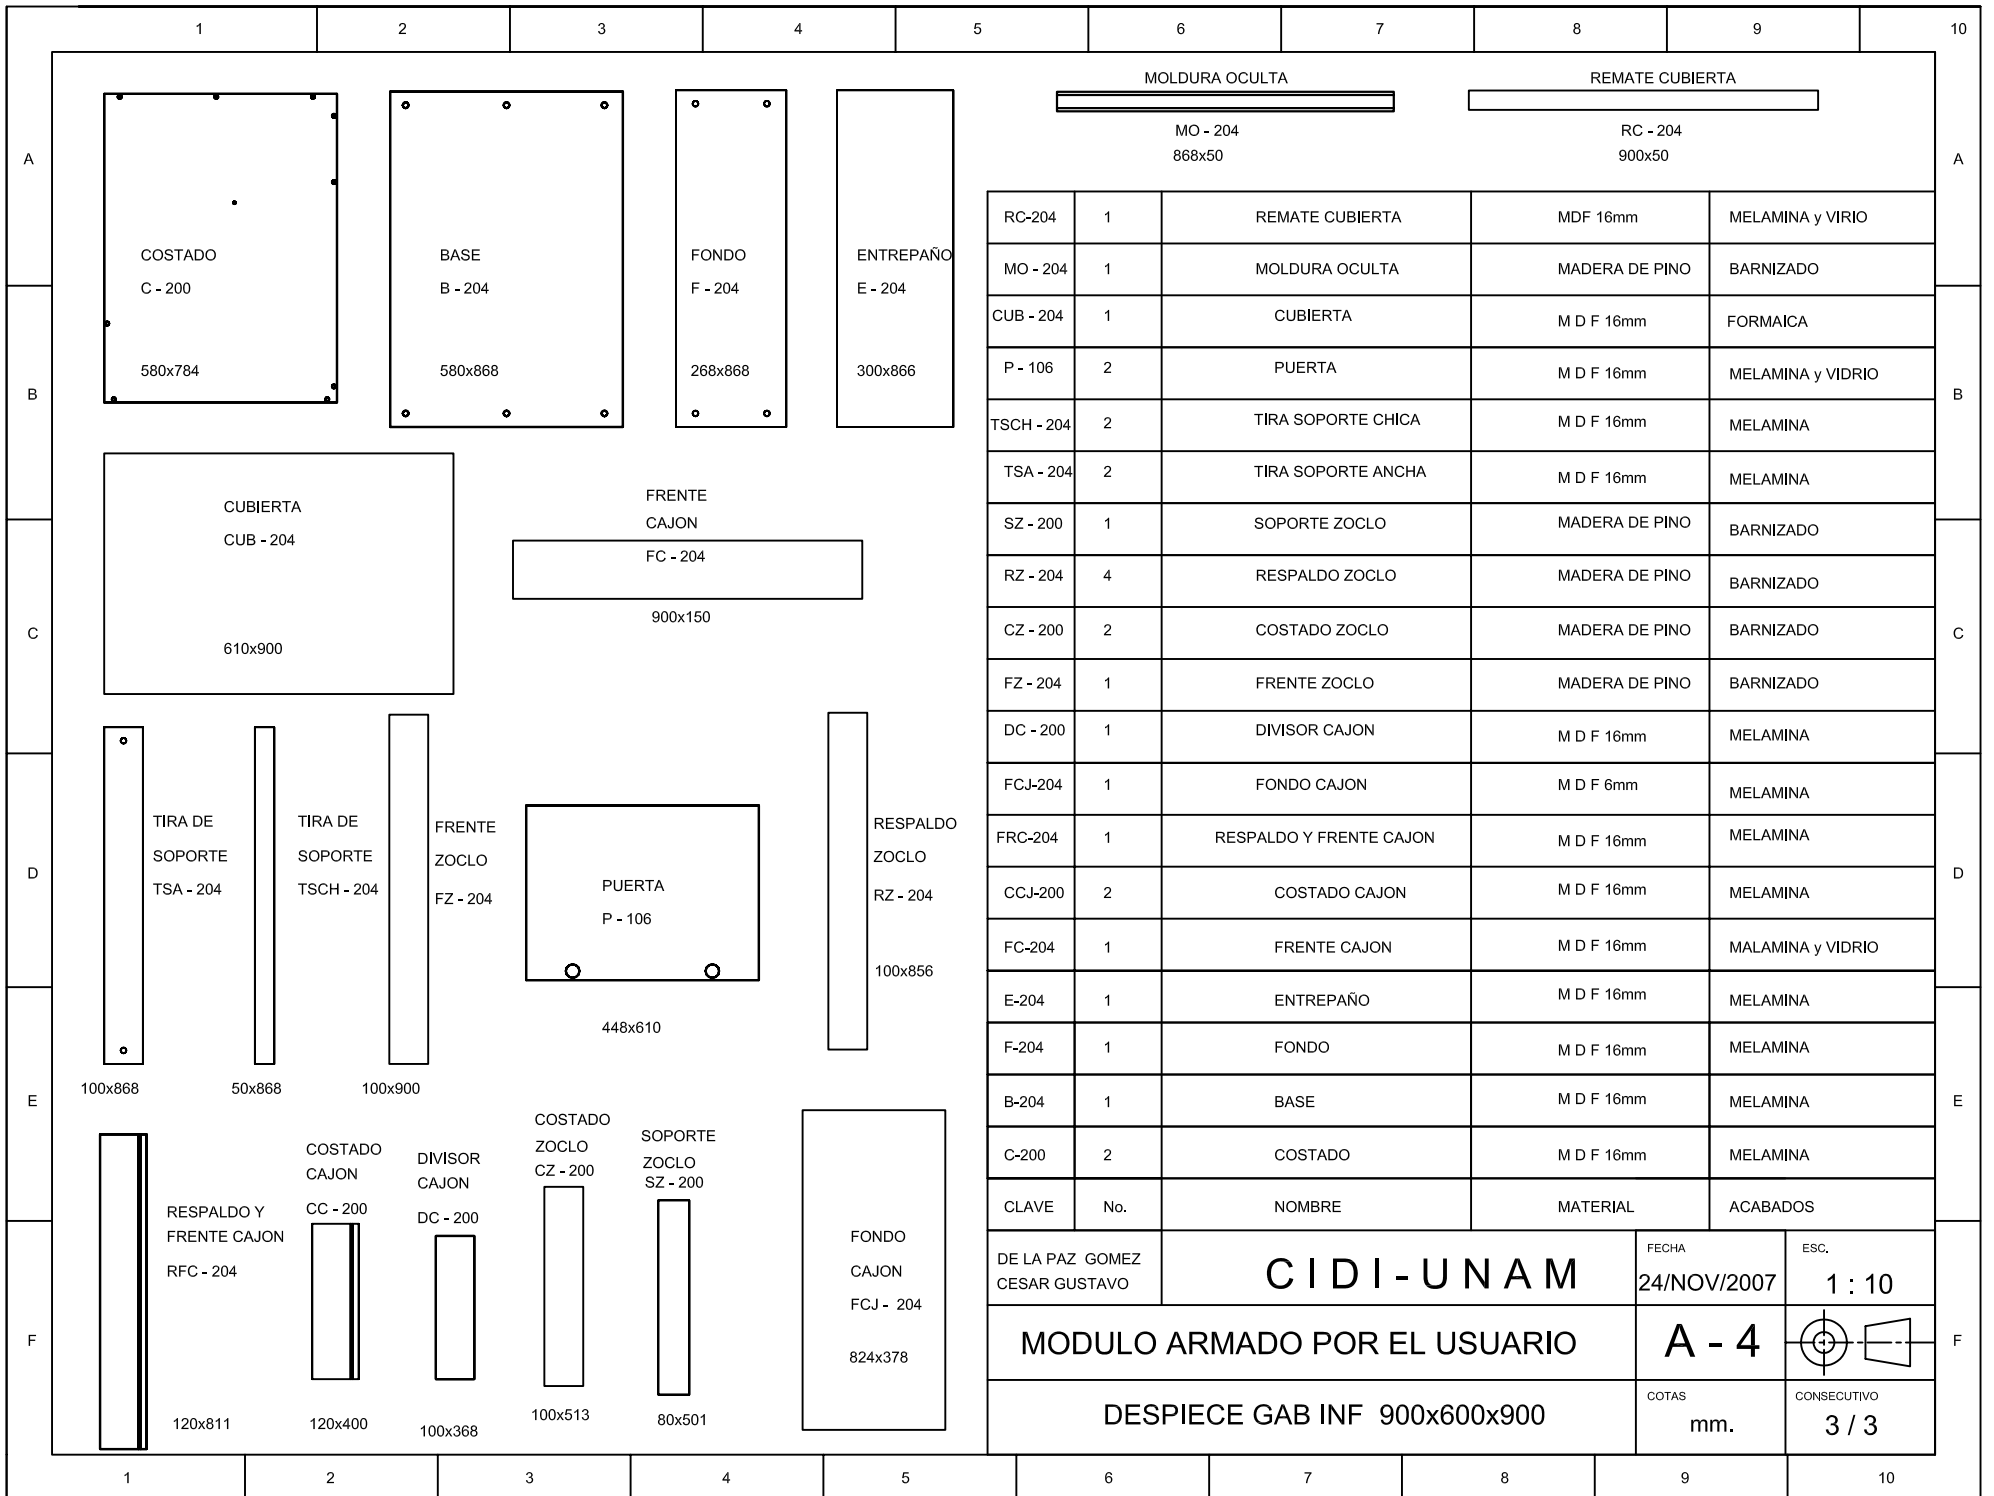 1 2 3 4 5 6 7 8 9 10
A
B
C
D
E
F
COSTADO
C - 200
580x784
BASE
B - 204
580x868
FONDO
F - 204
268x868
ENTREPAÑO
E - 204
300x866
MOLDURA OCULTA
MO - 204
868x50
REMATE CUBIERTA
RC - 204
900x50
CUBIERTA
CUB - 204
610x900
FRENTE
CAJON
FC - 204
900x150
TIRA DE
SOPORTE
TSA - 204
100x868
TIRA DE
SOPORTE
TSCH - 204
50x868
FRENTE
ZOCLO
FZ - 204
100x900
PUERTA
P - 106
448x610
RESPALDO
ZOCLO
RZ - 204
100x856
RESPALDO Y
FRENTE CAJON
RFC - 204
120x811
COSTADO
CAJON
CC - 200
120x400
DIVISOR
CAJON
DC - 200
100x368
COSTADO
ZOCLO
CZ - 200
100x513
SOPORTE
ZOCLO
SZ - 200
80x501
FONDO
CAJON
FCJ - 204
824x378
RC-204 1 REMATE CUBIERTA MDF 16mm MELAMINA y VIRIO
MO - 204 1 MOLDURA OCULTA MADERA DE PINO BARNIZADO
CUB - 204 1 CUBIERTA M D F 16mm FORMAICA
P - 106 2 PUERTA M D F 16mm MELAMINA y VIDRIO
TSCH - 204 2 TIRA SOPORTE CHICA M D F 16mm MELAMINA
TSA - 204 2 TIRA SOPORTE ANCHA M D F 16mm MELAMINA
SZ - 200 1 SOPORTE ZOCLO MADERA DE PINO BARNIZADO
RZ - 204 4 RESPALDO ZOCLO MADERA DE PINO BARNIZADO
CZ - 200 2 COSTADO ZOCLO MADERA DE PINO BARNIZADO
FZ - 204 1 FRENTE ZOCLO MADERA DE PINO BARNIZADO
DC - 200 1 DIVISOR CAJON M D F 16mm MELAMINA
FCJ-204 1 FONDO CAJON M D F 6mm MELAMINA
FRC-204 1 RESPALDO Y FRENTE CAJON M D F 16mm MELAMINA
CCJ-200 2 COSTADO CAJON M D F 16mm MELAMINA
FC-204 1 FRENTE CAJON M D F 16mm MALAMINA y VIDRIO
E-204 1 ENTREPAÑO M D F 16mm MELAMINA
F-204 1 FONDO M D F 16mm MELAMINA
B-204 1 BASE M D F 16mm MELAMINA
C-200 2 COSTADO M D F 16mm MELAMINA
CLAVE No. NOMBRE MATERIAL ACABADOS
DE LA PAZ GOMEZ
CESAR GUSTAVO
CIDI-UNAM
FECHA
24/NOV/2007
ESC.
1 : 10
MODULO ARMADO POR EL USUARIO
A - 4
DESPIECE GAB INF 900x600x900
COTAS
mm.
CONSECUTIVO
3 / 3
A
B
C
D
E
F
1 2 3 4 5 6 7 8 9 10